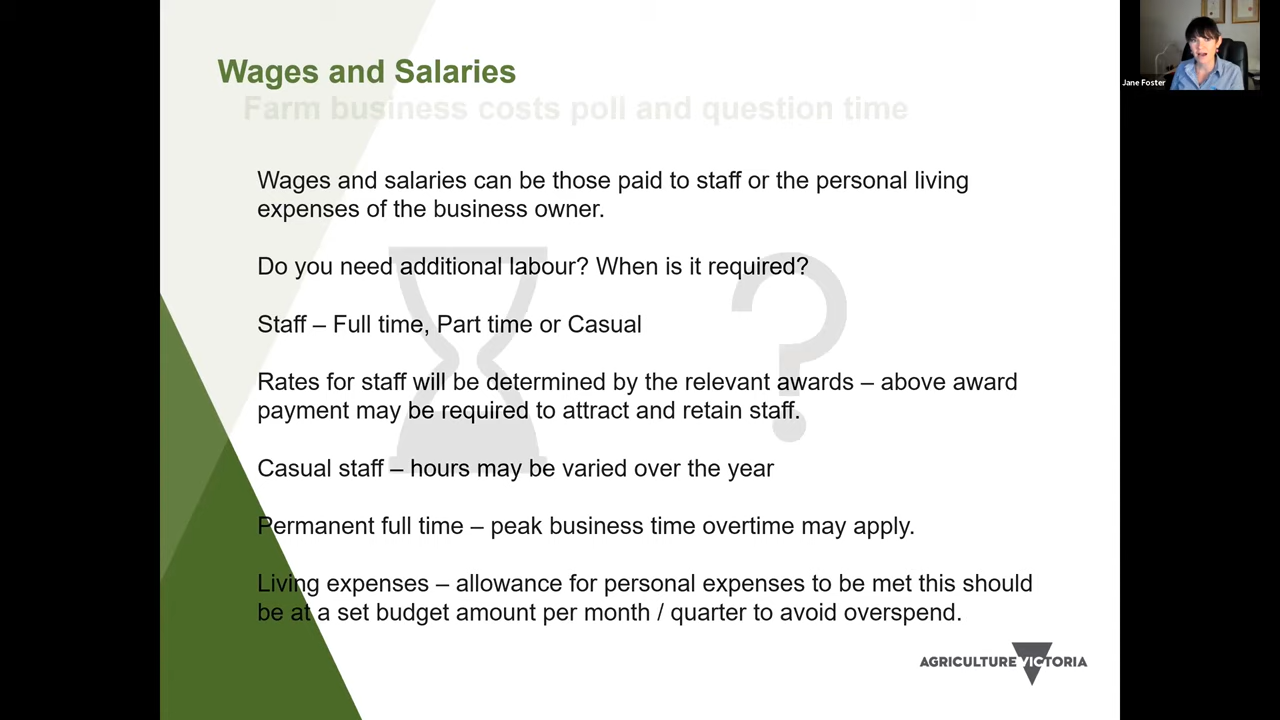 Wages and Salaries
Farm business costs poll and question time
Wages and salaries can be those paid to staff or the personal living
expenses of the business owner.
Do you need additional labour? When is it required?
Staff – Full time, Part time or Casual
Rates for staff will be determined by the relevant awards – above award
payment may be required to attract and retain staff.
Casual staff – hours may be varied over the year
Permanent full time – peak business time overtime may apply.
Living expenses – allowance for personal expenses to be met this should
be at a set budget amount per month / quarter to avoid overspend.
AGRICULTURE VICTORIA
Jane Foster